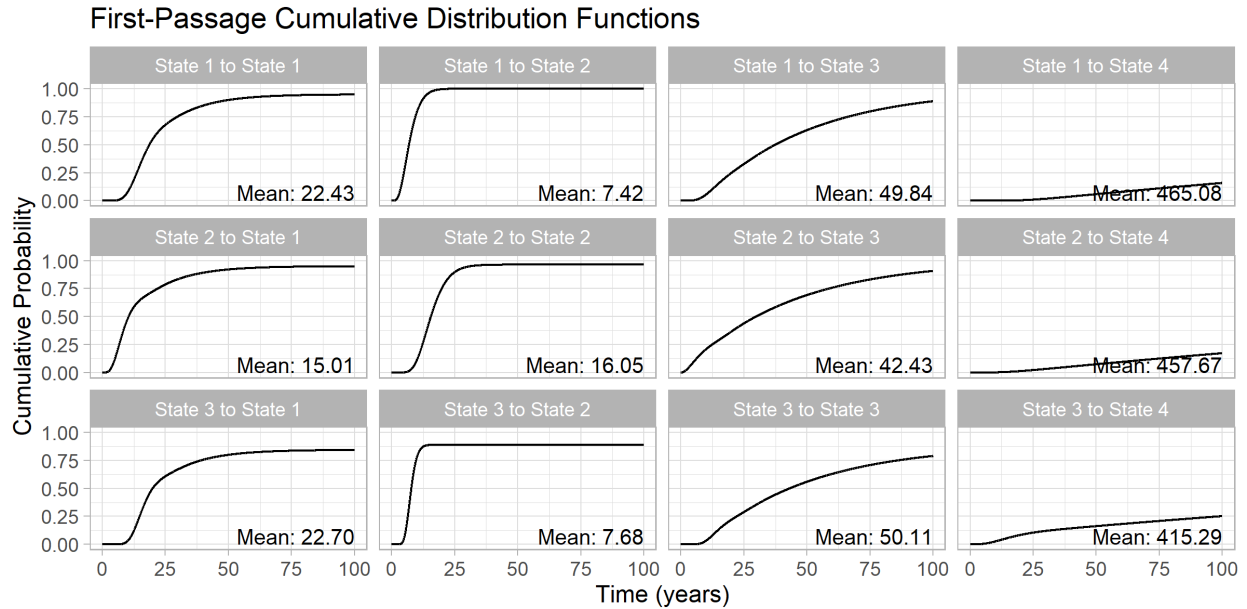 First-Passage Cumulative Distribution Functions
State 1 to State 1
State 1 to State 2
State 1 to State 3
State 1 to State 4
1.00
0.75
0.50
0.25
0.00
Mean: 22.43
Mean: 7.42
Mean: 49.84
Mean: 465.08
State 2 to State 1
State 2 to State 2
State 2 to State 3
State 2 to State 4
1.00
0.75
0.50
0.25
0.00
Mean: 15.01
Mean: 16.05
Mean: 42.43
Mean: 457.67
State 3 to State 1
State 3 to State 2
State 3 to State 3
State 3 to State 4
1.00
0.75
0.50
0.25
0.00
Mean: 22.70
Mean: 7.68
Mean: 50.11
Mean: 415.29
0 25 50 75 100
0 25 50 75 100
0 25 50 75 100
0 25 50 75 100
Time (years)
Cumulative Probability